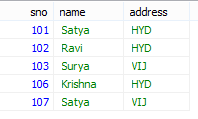 sno name address
101 Satya HYD
102 Ravi HYD
103 Surya VIJ
106 Krishna HYD
107 Satya VIJ